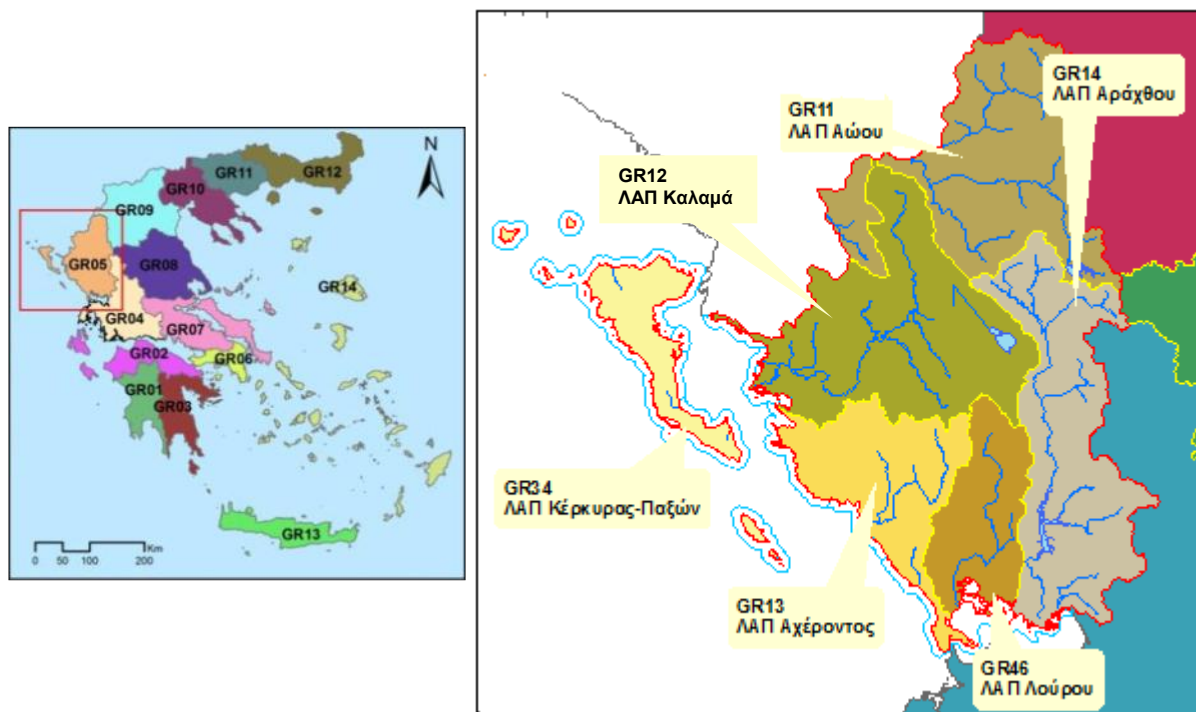 N
GR11
GR12
GR10
GR09
GR05
GR08
GR14
GR04
GR07
GR02
GR06
GR01
GR03
GR13
Km
0 50 100 200
GR14
ΛΑΠ Αράχθου
GR11
ΛΑΠ Αώου
GR12
ΛΑΠ Καλαμά
GR34
ΛΑΠ Κέρκυρας-Παξών
GR13
ΛΑΠ Αχέροντος
GR46
ΛΑΠ Λούρου